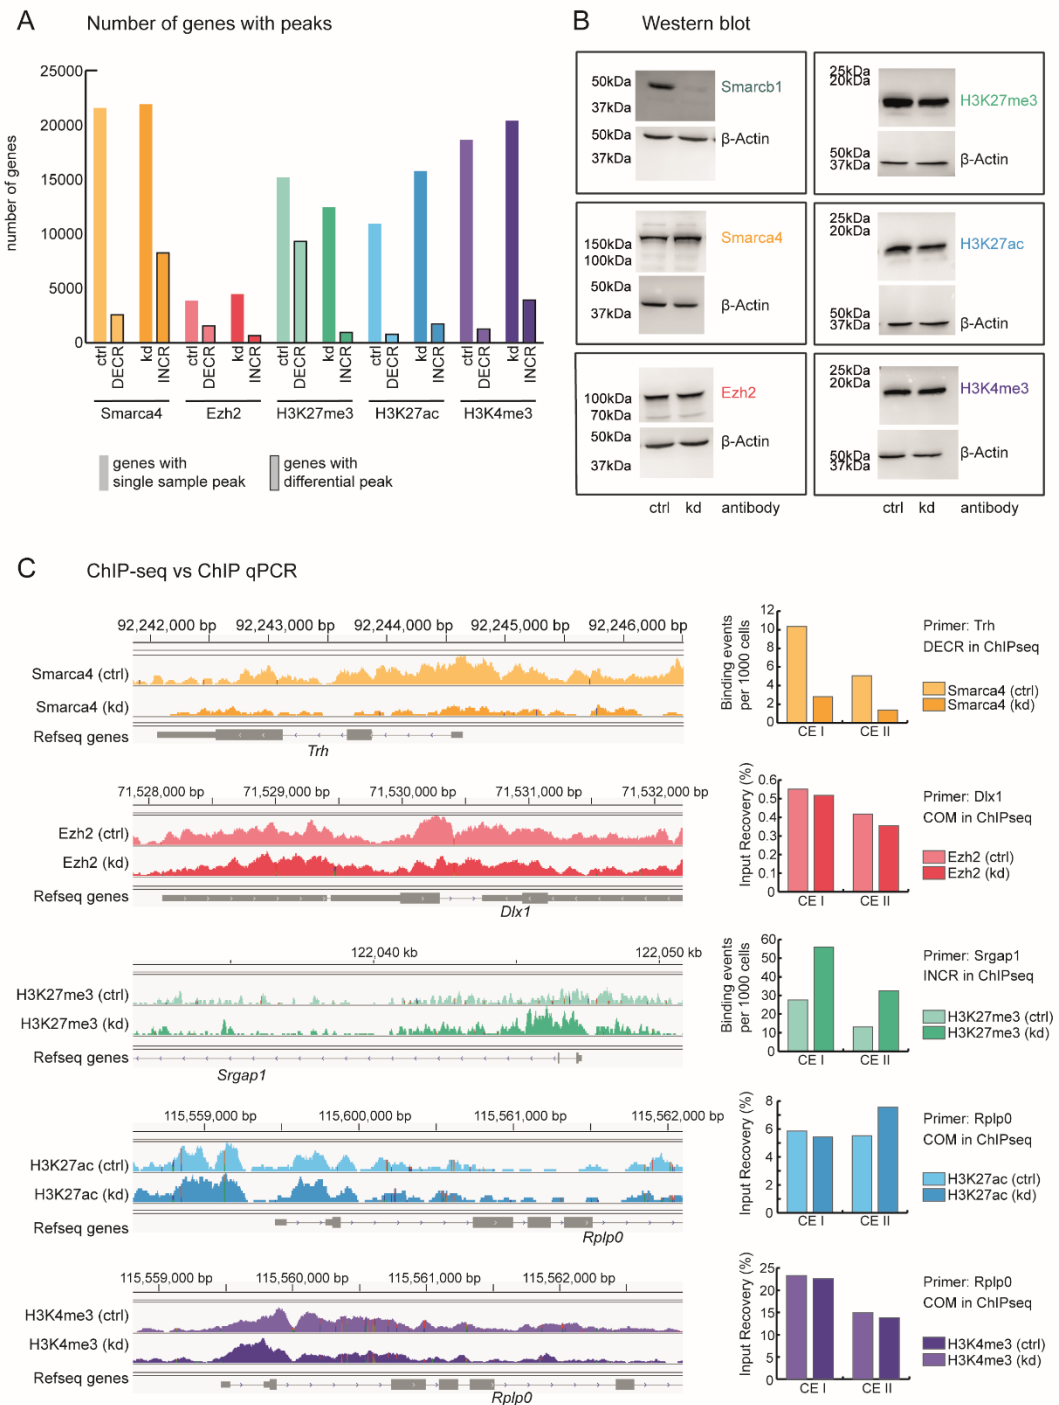 A Number of genes with peaks
number of genes
25000
20000
15000
10000
5000
0
ctrl DECR kd INCR ctrl DECR kd INCR ctrl DECR kd INCR ctrl DECR kd INCR ctrl DECR kd INCR
Smarca4 Ezh2 H3K27me3 H3K27ac H3K4me3
genes with
single sample peak
genes with
differential peak
B Western blot
50kDa
37kDa
Smarcb1
50kDa
37kDa
β-Actin
150kDa
100kDa
Smarca4
50kDa
37kDa
β-Actin
100kDa
70kDa
Ezh2
50kDa
37kDa
β-Actin
ctrl kd antibody
25kDa
20kDa
H3K27me3
50kDa
37kDa
β-Actin
25kDa
20kDa
H3K27ac
50kDa
37kDa
β-Actin
25kDa
20kDa
H3K4me3
50kDa
37kDa
β-Actin
ctrl kd antibody
C ChIP-seq vs ChIP qPCR
92,242,000 bp 92,243,000 bp 92,244,000 bp 92,245,000 bp 92,246,000 bp
Smarca4 (ctrl)
Smarca4 (kd)
Refseq genes
Trh
Binding events
per 1000 cells
12
10
8
6
4
2
0
CE I CE II
Primer: Trh
DECR in ChIPseq
Smarca4 (ctrl)
Smarca4 (kd)
71,528,000 bp 71,529,000 bp 71,530,000 bp 71,531,000 bp 71,532,000 bp
Ezh2 (ctrl)
Ezh2 (kd)
Refseq genes
Dlx1
Input Recovery (%)
0.6
0.5
0.4
0.3
0.2
0.1
0
CE I CE II
Primer: Dlx1
COM in ChIPseq
Ezh2 (ctrl)
Ezh2 (kd)
122,040 kb 122,050 kb
H3K27me3 (ctrl)
H3K27me3 (kd)
Refseq genes
Srgap1
Binding events
per 1000 cells
60
50
40
30
20
10
0
CE I CE II
Primer: Srgap1
INCR in ChIPseq
H3K27me3 (ctrl)
H3K27me3 (kd)
115,559,000 bp 115,600,000 bp 115,561,000 bp 115,562,000 bp
H3K27ac (ctrl)
H3K27ac (kd)
Refseq genes
Rplp0
Input Recovery (%)
8
6
4
2
0
CE I CE II
Primer: Rplp0
COM in ChIPseq
H3K27ac (ctrl)
H3K27ac (kd)
115,559,000 bp 115,560,000 bp 115,561,000 bp 115,562,000 bp
H3K4me3 (ctrl)
H3K4me3 (kd)
Refseq genes
Rplp0
Input Recovery (%)
25
20
15
10
5
0
CE I CE II
Primer: Rplp0
COM in ChIPseq
H3K4me3 (ctrl)
H3K4me3 (kd)